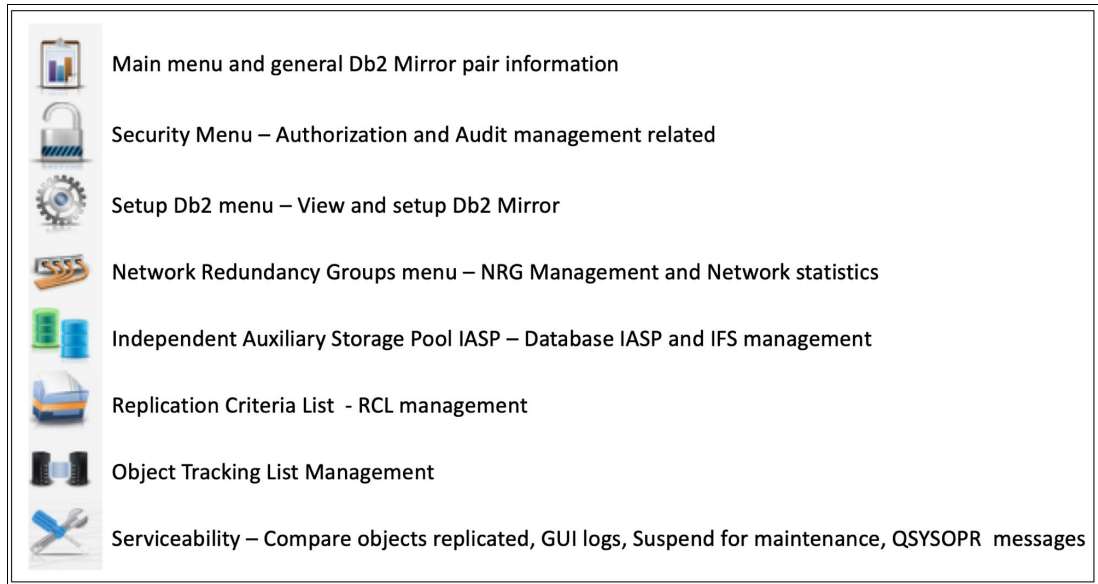 Main menu and general Db2 Mirror pair information
Security Menu – Authorization and Audit management related
Setup Db2 menu – View and setup Db2 Mirror
Network Redundancy Groups menu – NRG Management and Network statistics
Independent Auxiliary Storage Pool IASP – Database IASP and IFS management
Replication Criteria List - RCL management
Object Tracking List Management
Serviceability – Compare objects replicated, GUI logs, Suspend for maintenance, QSYSOPR messages